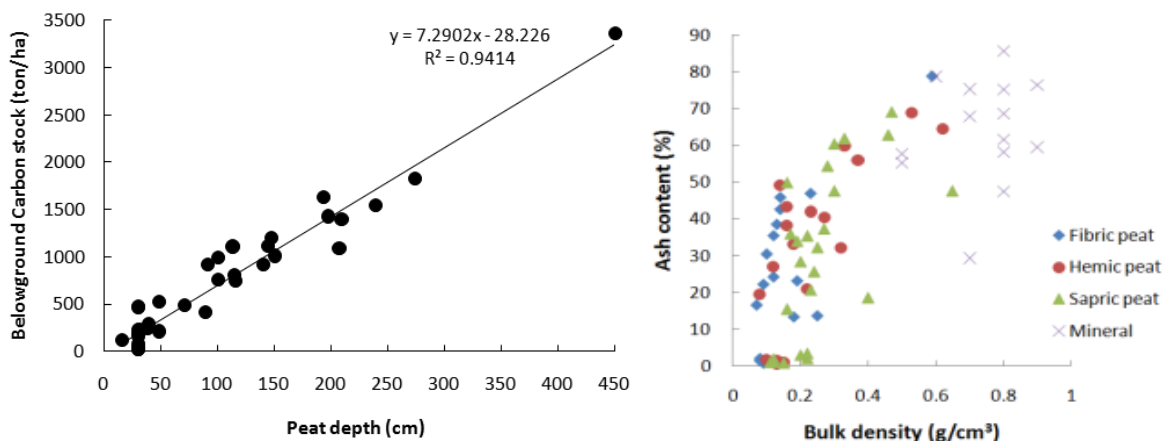 y = 7.2902x - 28.226
R² = 0.9414
Belowground Carbon stock (ton/ha)
3500
3000
2500
2000
1500
1000
500
0
0 50 100 150 200 250 300 350 400 450
Peat depth (cm)
Ash content (%)
90
80
70
60
50
40
30
20
10
0
0 0.2 0.4 0.6 0.8 1
Bulk density (g/cm³)
Fibric peat
Hemic peat
Sapric peat
Mineral